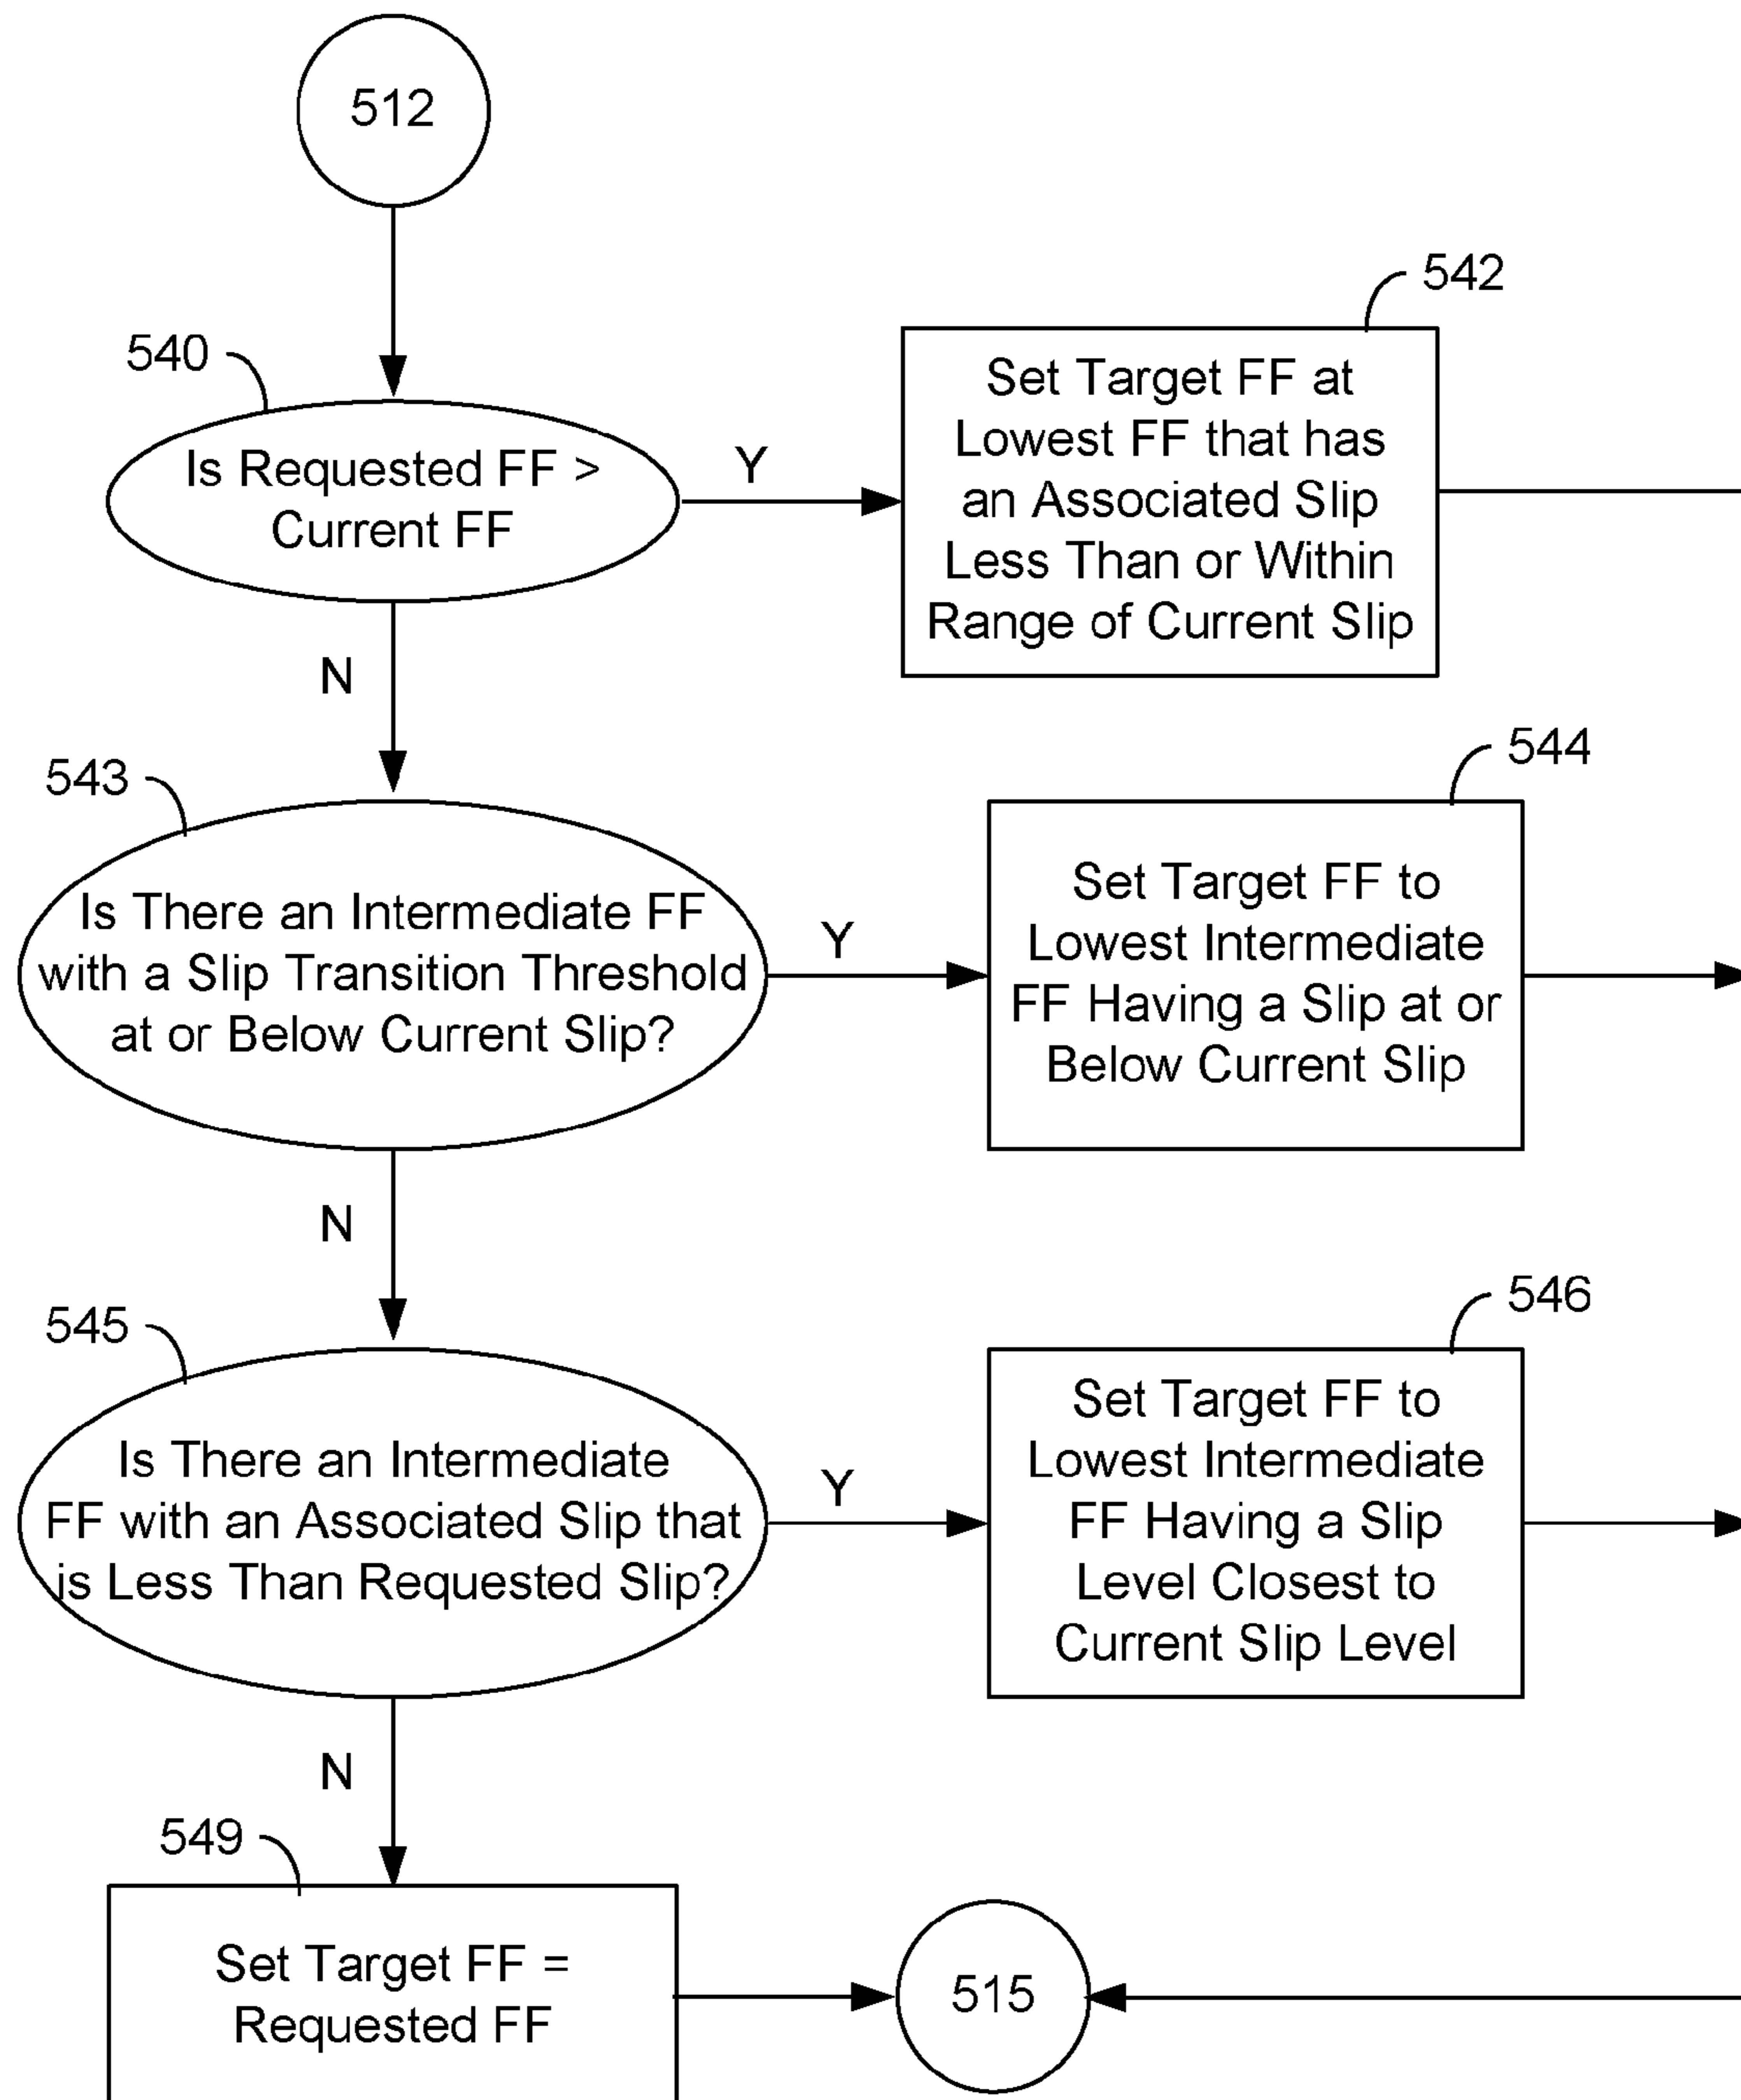 512
540
Is Requested FF >
Current FF
Y
542
Set Target FF at
Lowest FF that has
an Associated Slip
Less Than or Within
Range of Current Slip
N
543
Is There an Intermediate FF
with a Slip Transition Threshold
at or Below Current Slip?
Y
544
Set Target FF to
Lowest Intermediate
FF Having a Slip at or
Below Current Slip
N
545
Is There an Intermediate
FF with an Associated Slip that
is Less Than Requested Slip?
Y
546
Set Target FF to
Lowest Intermediate
FF Having a Slip
Level Closest to
Current Slip Level
N
549
Set Target FF =
Requested FF
515